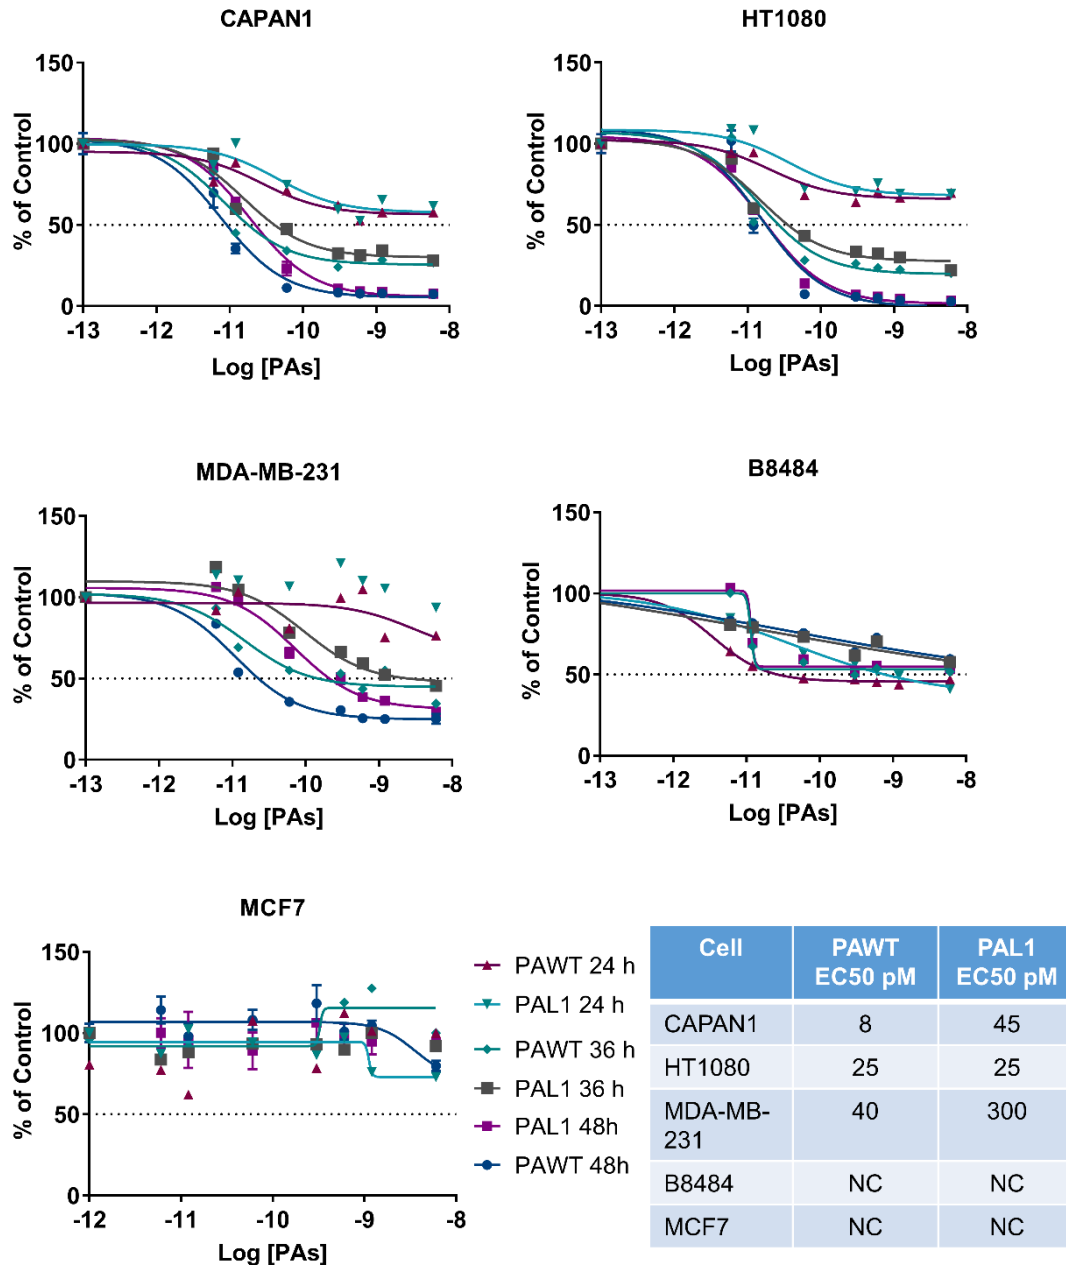 CAPAN1
150
100
50
0
% of Control
-13
-12
-11
-10
-9
-8
Log [PAs]
HT1080
150
100
50
0
% of Control
-13
-12
-11
-10
-9
-8
Log [PAs]
MDA-MB-231
150
100
50
0
% of Control
-13
-12
-11
-10
-9
-8
Log [PAs]
B8484
150
100
50
0
% of Control
-13
-12
-11
-10
-9
-8
Log [PAs]
MCF7
150
100
50
0
% of Control
-12
-11
-10
-9
-8
Log [PAs]
PAWT 24 h
PAL1 24 h
PAWT 36 h
PAL1 36 h
PAL1 48h
PAWT 48h
Cell PAWT PAL1
EC50 pM EC50 pM
CAPAN1 8 45
HT1080 25 25
MDA-MB- 40 300
231
B8484 NC NC
MCF7 NC NC